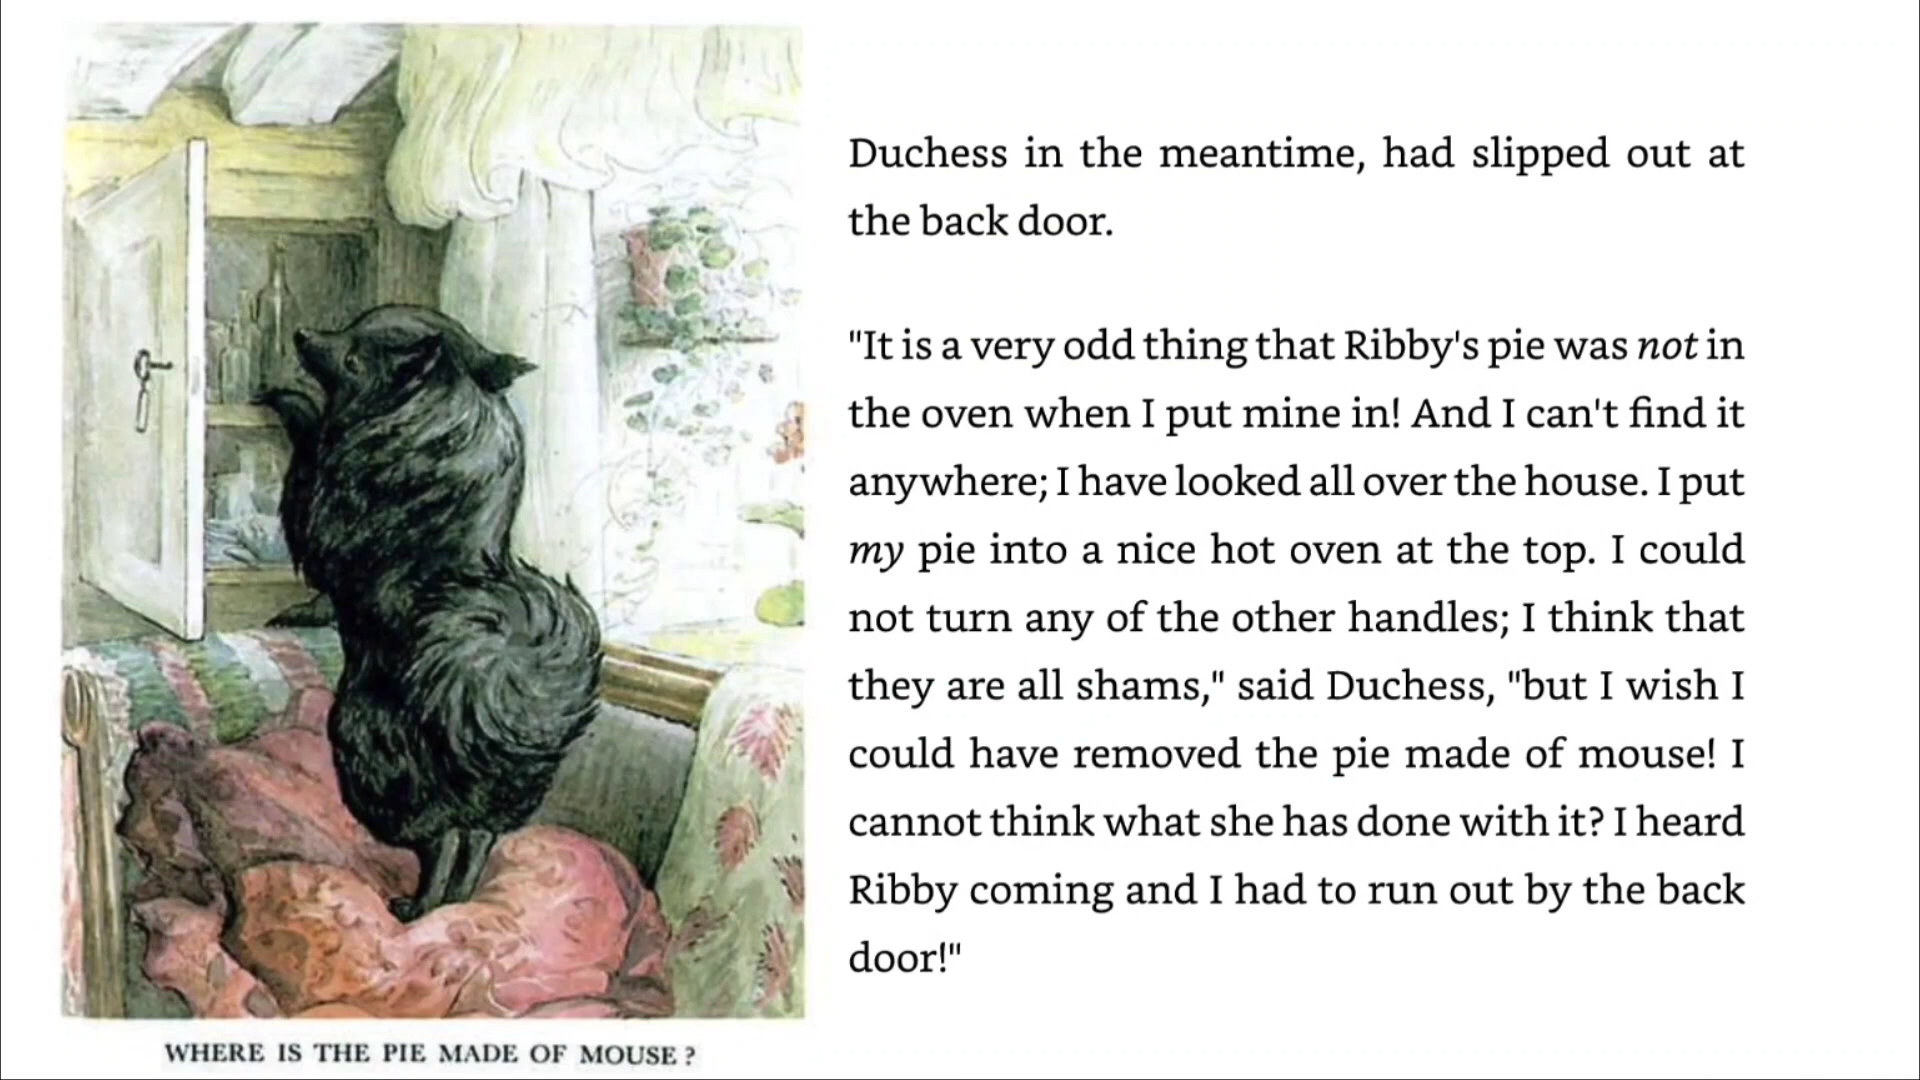 Duchess in the meantime, had slipped out at
the back door.
"It is a very odd thing that Ribby's pie was not in
the oven when I put mine in! And I can't find it
anywhere; I have looked all over the house. I put
my pie into a nice hot oven at the top. I could
not turn any of the other handles; I think that
they are all shams," said Duchess, "but I wish I
could have removed the pie made of mouse! I
cannot think what she has done with it? I heard
Ribby coming and I had to run out by the back
door!"
WHERE IS THE PIE MADE OF MOUSE?